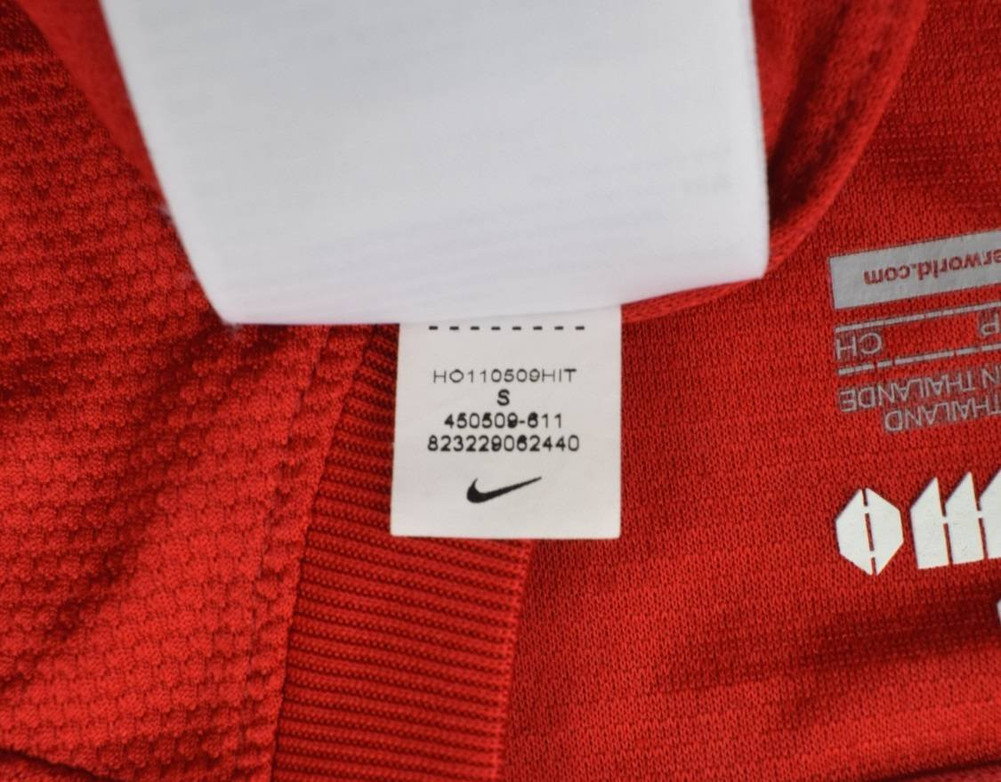 HO110509HIT
S
450509-611
823229062440
erworld.com
P CH
THAILAND
N THAILANDE